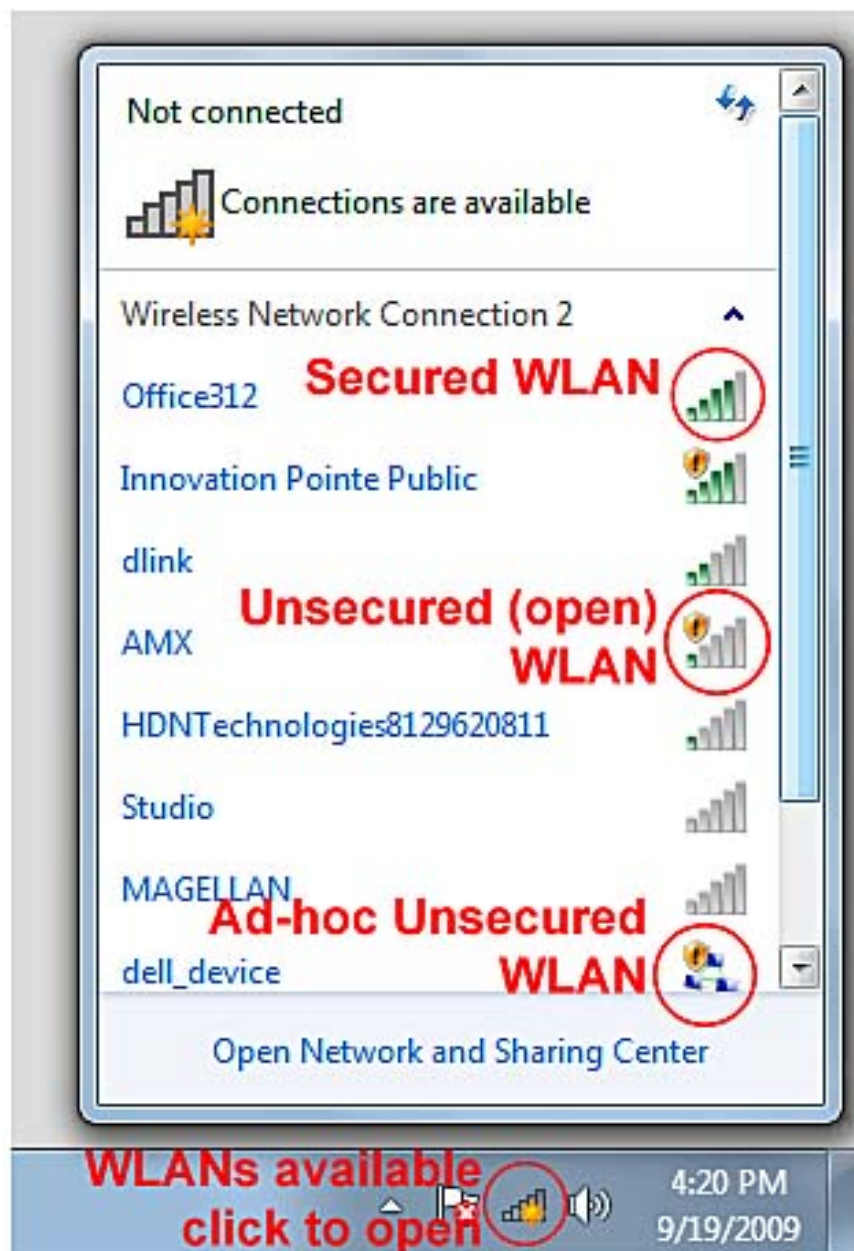 Not connected
Connections are available
Wireless Network Connection 2
Office312
Secured WLAN
Innovation Pointe Public
dlink
Unsecured (open)
WLAN
AMX
HDNTechnologies8129620811
Studio
MAGELLAN
Ad-hoc Unsecured
WLAN
dell_device
Open Network and Sharing Center
WLANs available
click to open
4:20 PM
9/19/2009